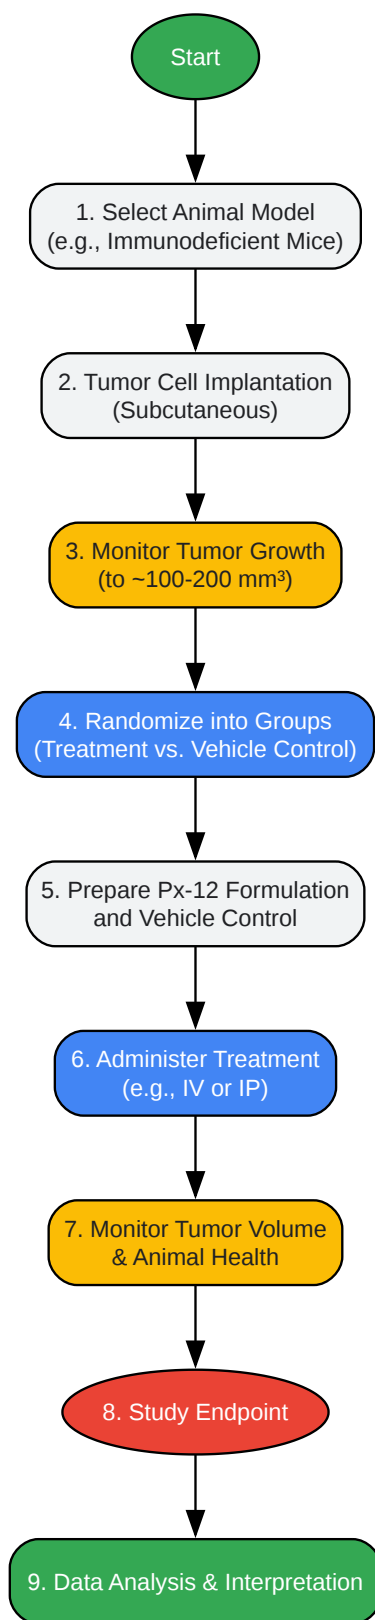 Start
1. Select Animal Model
(e.g., Immunodeficient Mice)
2. Tumor Cell Implantation
(Subcutaneous)
3. Monitor Tumor Growth
(to ~100-200 mm³)
4. Randomize into Groups
(Treatment vs. Vehicle Control)
5. Prepare Px-12 Formulation
and Vehicle Control
6. Administer Treatment
(e.g., IV or IP)
7. Monitor Tumor Volume
& Animal Health
8. Study Endpoint
9. Data Analysis & Interpretation